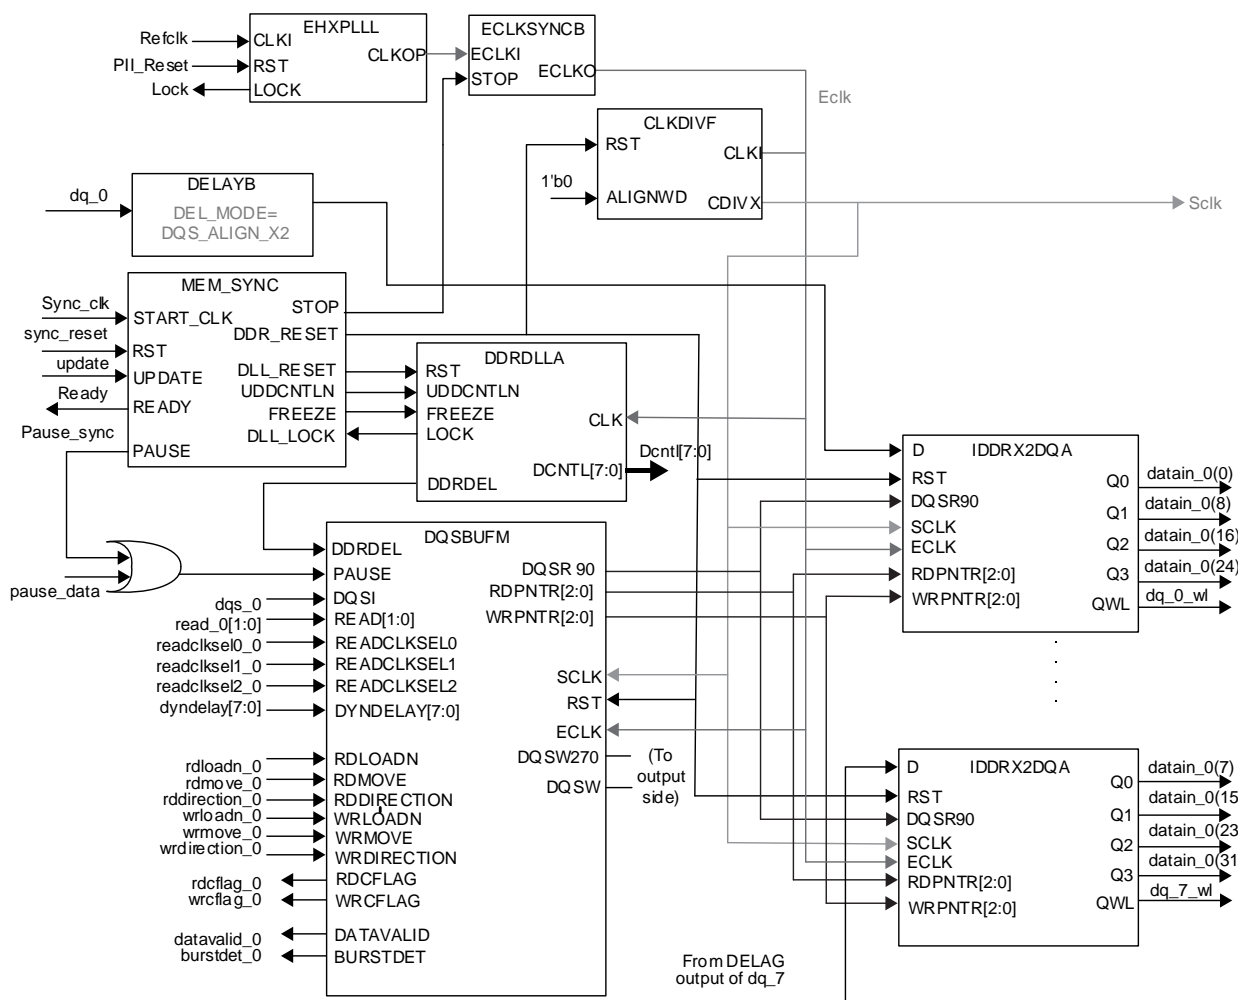 EHXPLLL
Refclk
CLKI
CLKOP
Pll_Reset
RST
Lock
LOCK
ECLKSYNCB
ECLKI
STOP
ECLKO
Eclk
CLKDIVF
RST
CLKI
1'b0
ALIGNWD
CDIVX
Sclk
dq_0
DELAYB
DEL_MODE=
DQS_ALIGN_X2
MEM_SYNC
Sync_clk
START_CLK
STOP
sync_reset
RST
DDR_RESET
update
UPDATE
DLL_RESET
UDDCNTLN
Ready
READY
FREEZE
DLL_LOCK
Pause_sync
PAUSE
DDRDLLA
RST
UDDCNTLN
FREEZE
LOCK
CLK
DCNTL[7:0]
Dcntl[7:0]
DDRDEL
pause_data
DQSBUFM
DDRDEL
PAUSE
dqs_0
DQSI
read_0[1:0]
READ[1:0]
readclksel0_0
READCLKSEL0
readclksel1_0
READCLKSEL1
readclksel2_0
READCLKSEL2
dyndelay[7:0]
DYNDELAY[7:0]
rdloadn_0
RDLOADN
rdmove_0
RDMOVE
rddirection_0
RDDIRECTION
wrloadn_0
WRLOADN
wrmove_0
WRMOVE
wrdirection_0
WRDIRECTION
rdcflag_0
RDCFLAG
wrcflag_0
WRCFLAG
datavalid_0
DATAVALID
burstdet_0
BURSTDET
DQSR 90
RDPNTR[2:0]
WRPNTR[2:0]
SCLK
RST
ECLK
DQSW270
DQSW
(To
output
side)
IDDRX2DQA
D
RST
DQSR90
SCLK
ECLK
RDPNTR[2:0]
WRPNTR[2:0]
Q0
datain_0(0)
Q1
datain_0(8)
Q2
datain_0(16)
Q3
datain_0(24)
QWL
dq_0_wl
IDDRX2DQA
D
RST
DQSR90
SCLK
ECLK
RDPNTR[2:0]
WRPNTR[2:0]
Q0
datain_0(7)
Q1
datain_0(15
Q2
datain_0(23
Q3
datain_0(31
QWL
dq_7_wl
From DELAG
output of dq_7